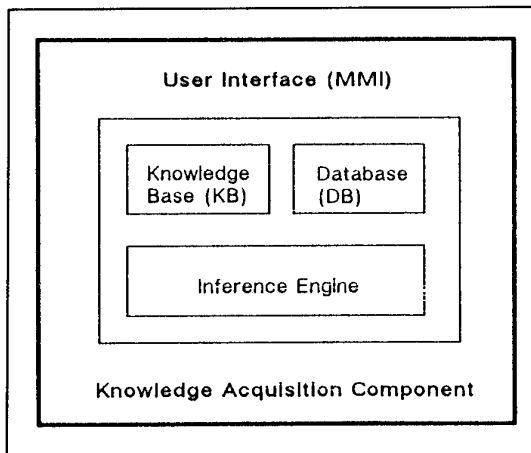 User Interface (MMI)
Knowledge
Base (KB)
Database
(DB)
Inference Engine
Knowledge Acquisition Component